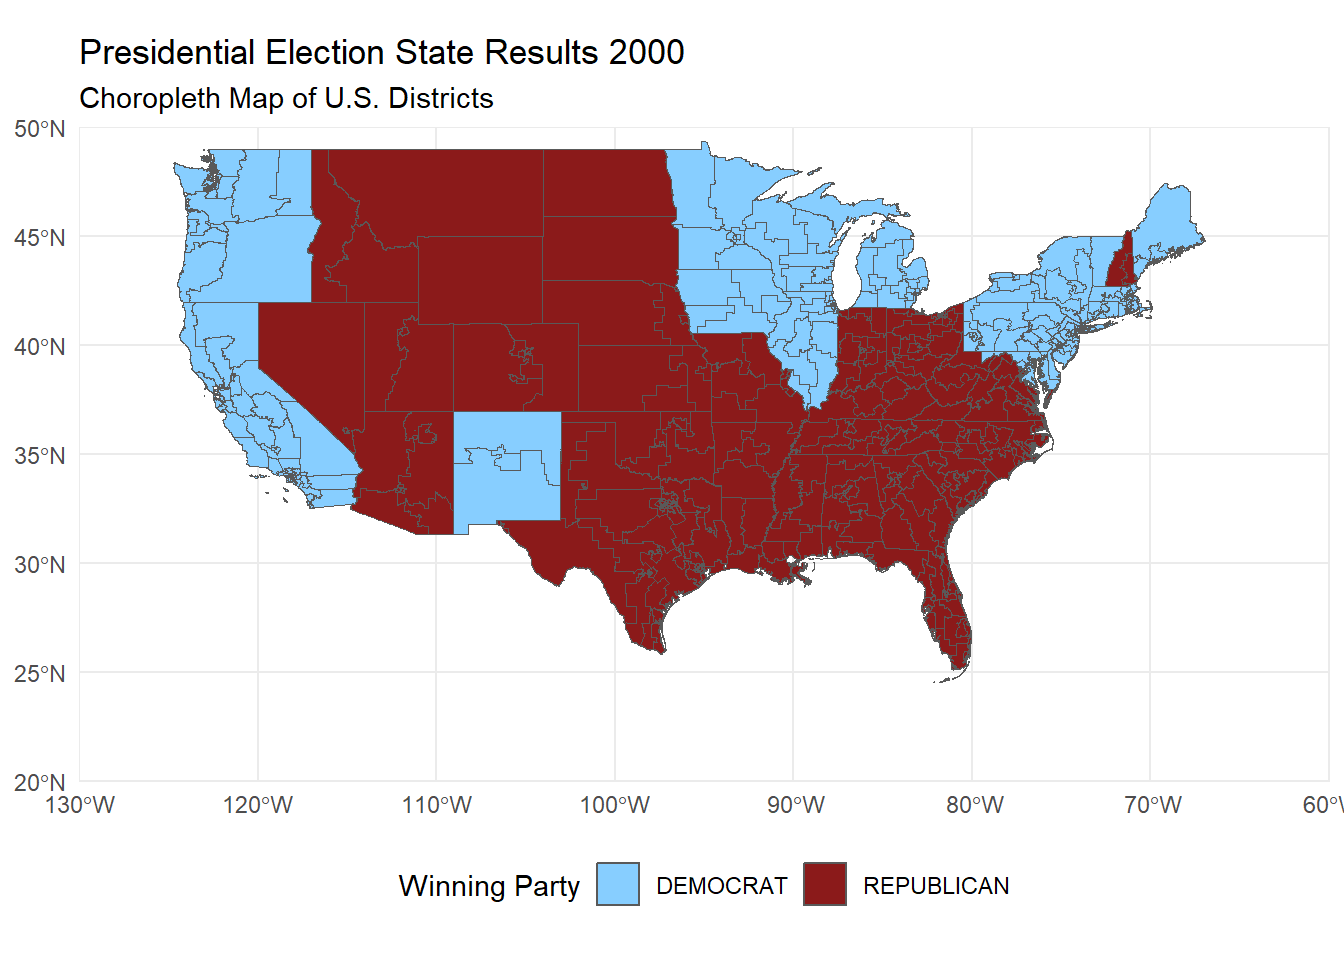 Presidential Election State Results 2000
Choropleth Map of U.S. Districts
50°N
45°N
40°N
35°N
30°N
25°N
20°N
130°W 120°W 110°W 100°W 90°W 80°W 70°W 60°W
Winning Party DEMOCRAT REPUBLICAN